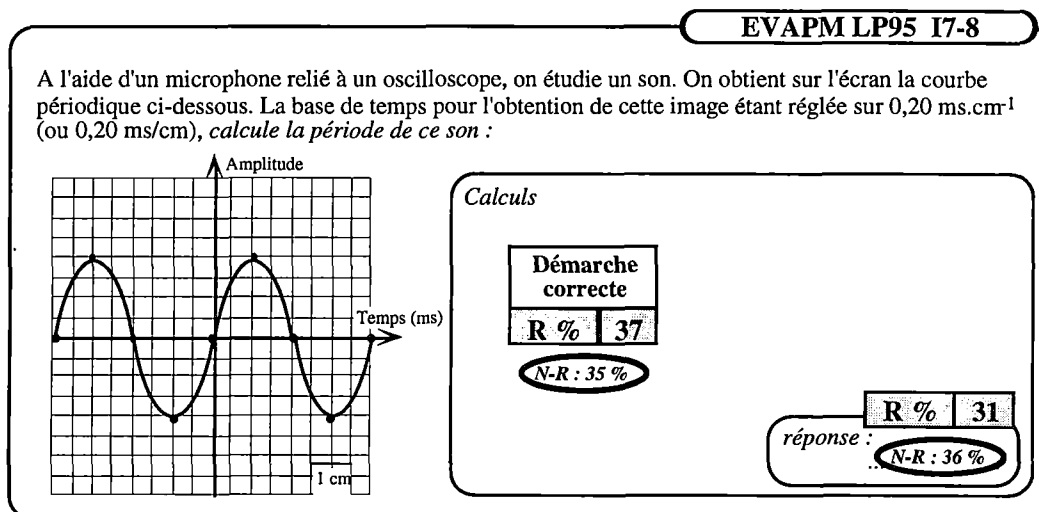 EVAPM LP95 I7-8
A l'aide d'un microphone relié à un oscilloscope, on étudie un son. On obtient sur l'écran la courbe
périodique ci-dessous. La base de temps pour l'obtention de cette image étant réglée sur 0,20 ms.cm-1
(ou 0,20 ms/cm), calcule la période de ce son :
Amplitude
Temps (ms)
1 cm
Calculs
Démarche
correcte
R % 37
N-R : 35 %
R % 31
réponse :
N-R : 36 %